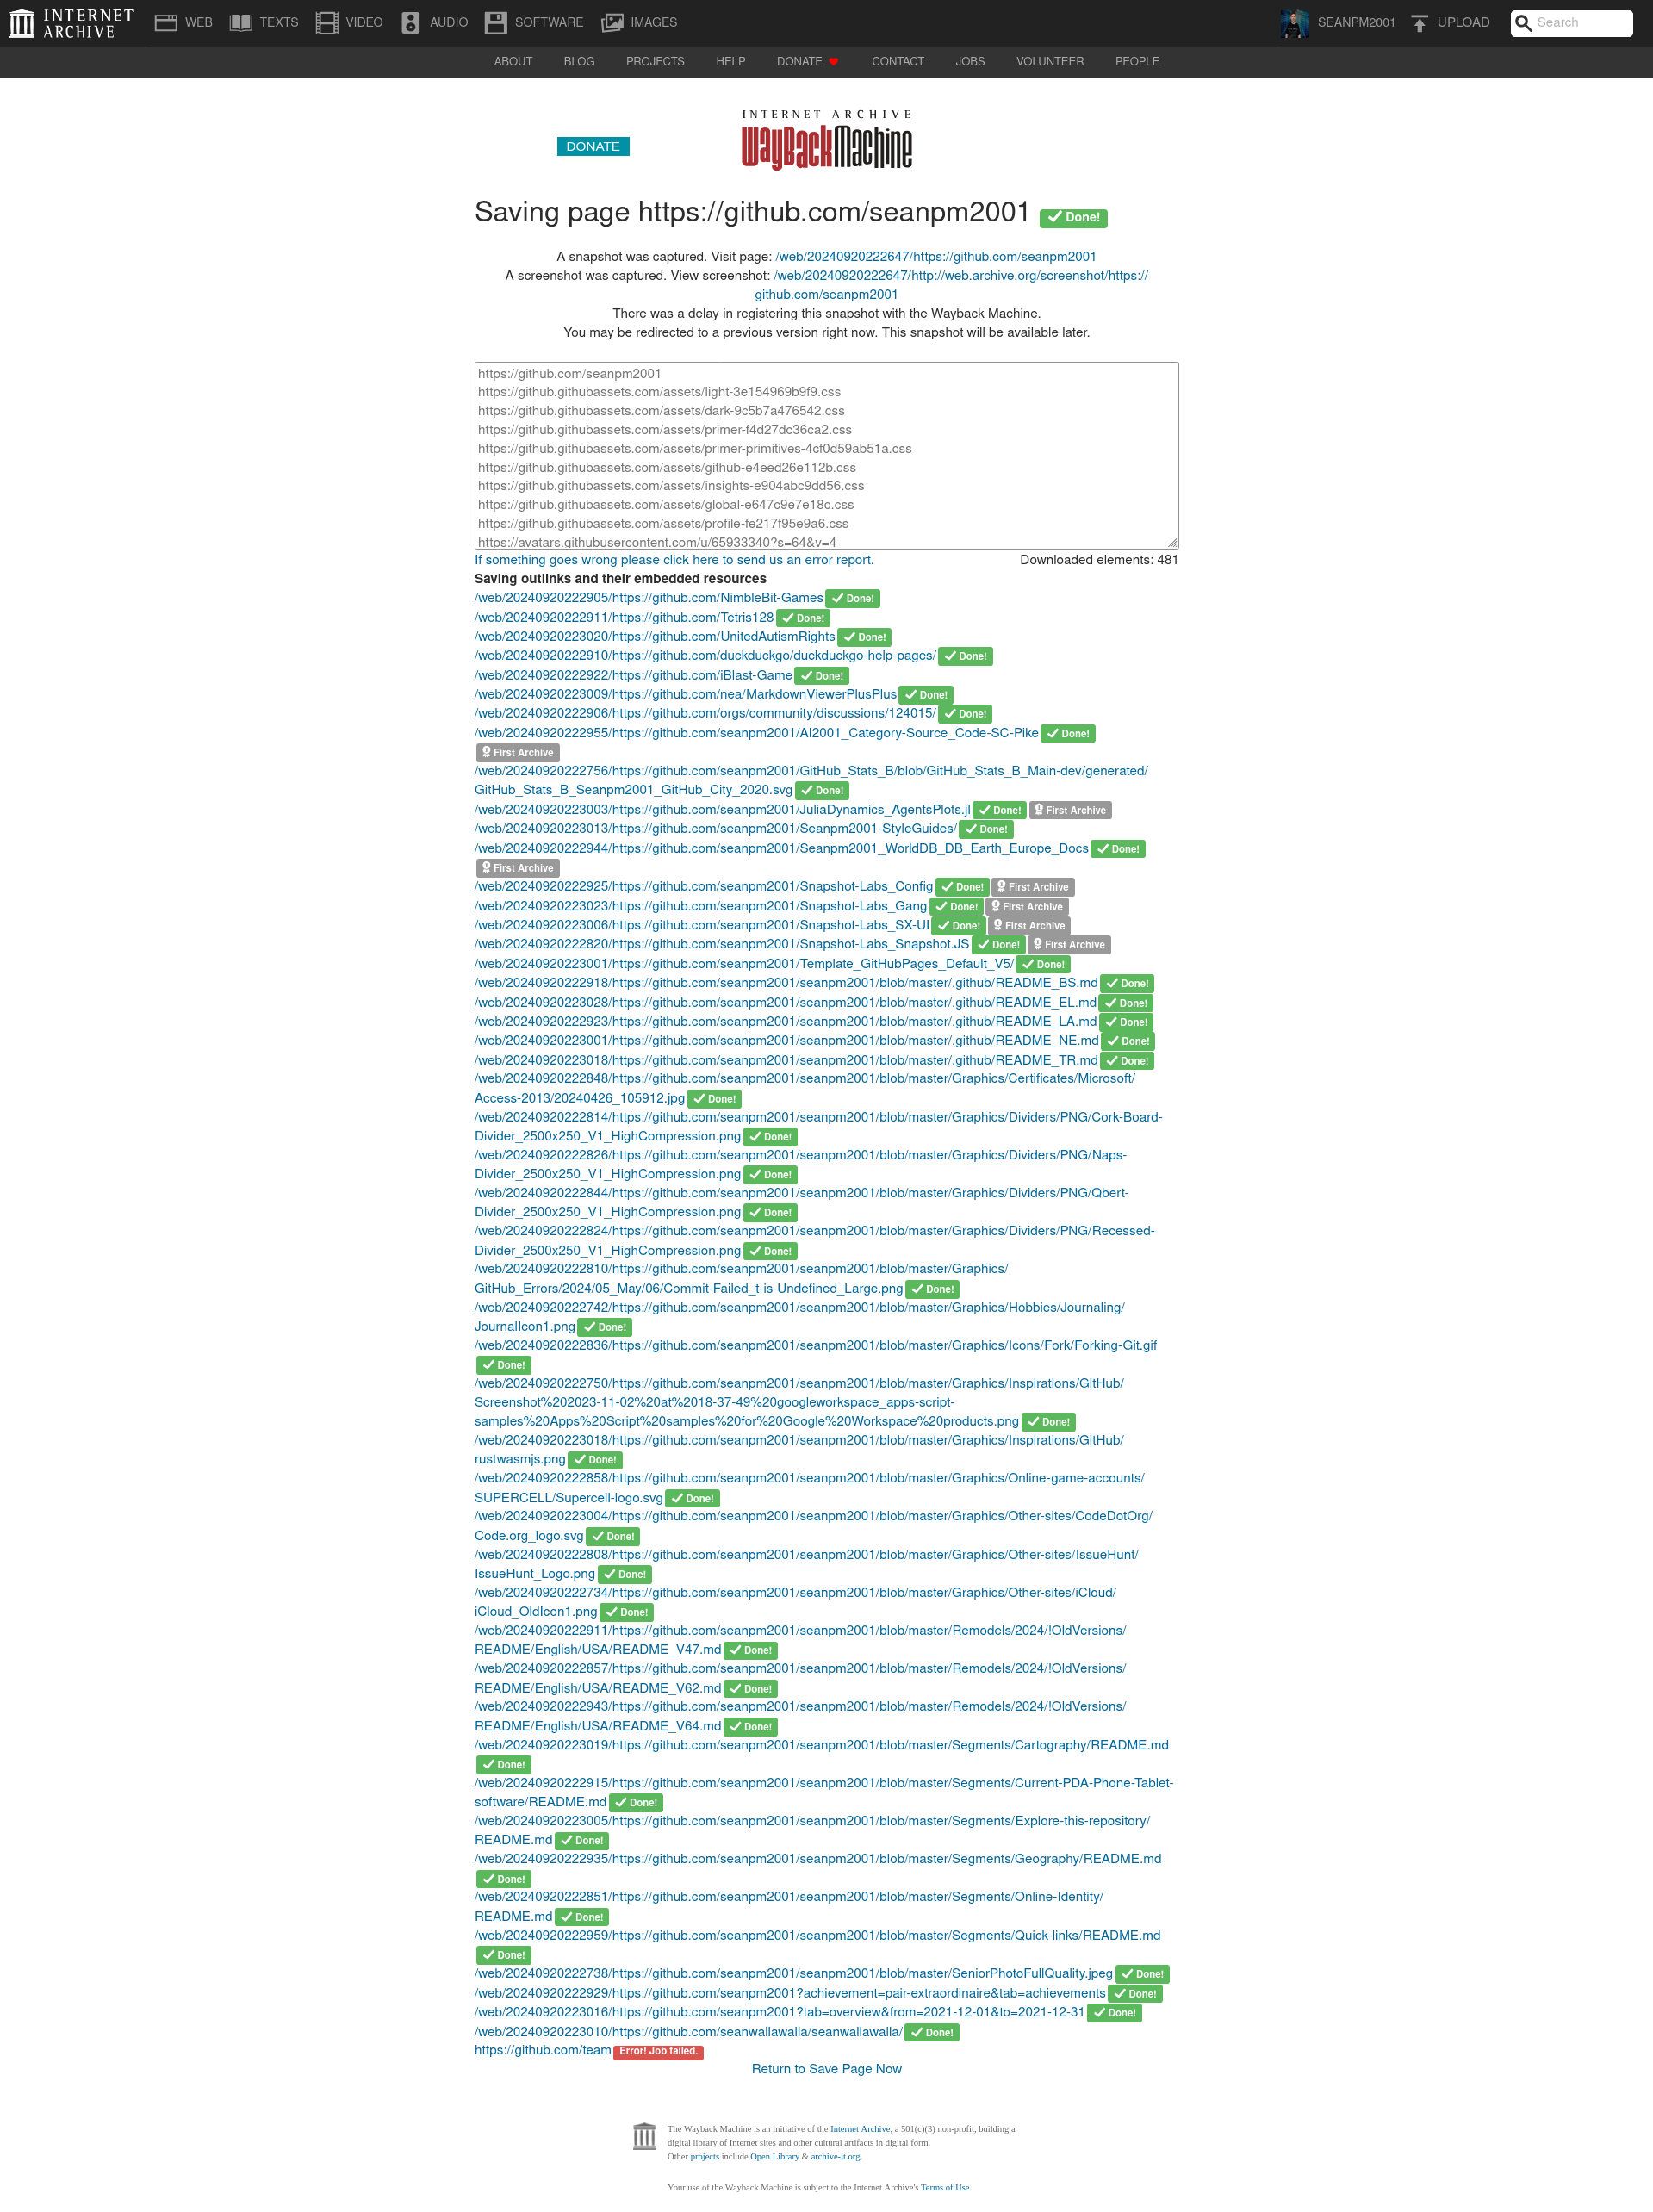 INTERNET ARCHIVE
WEB TEXTS VIDEO AUDIO SOFTWARE IMAGES SEANPM2001 UPLOAD Search
ABOUT BLOG PROJECTS HELP DONATE CONTACT JOBS VOLUNTEER PEOPLE
INTERNET ARCHIVE
DONATE WayBackMachine
Saving page https://github.com/seanpm2001 Done!
A snapshot was captured. Visit page: /web/20240920222647/https://github.com/seanpm2001
A screenshot was captured. View screenshot: /web/20240920222647/http://web.archive.org/screenshot/https://
github.com/seanpm2001
There was a delay in registering this snapshot with the Wayback Machine.
You may be redirected to a previous version right now. This snapshot will be available later.
https://github.com/seanpm2001
https://github.githubassets.com/assets/light-3e154969b9f9.css
https://github.githubassets.com/assets/dark-9c5b7a476542.css
https://github.githubassets.com/assets/primer-f4d27dc36ca2.css
https://github.githubassets.com/assets/primer-primitives-4cf0d59ab51a.css
https://github.githubassets.com/assets/github-e4eed26e112b.css
https://github.githubassets.com/assets/insights-e904abc9dd56.css
https://github.githubassets.com/assets/global-e647c9e7e18c.css
https://github.githubassets.com/assets/profile-fe217f95e9a6.css
https://avatars.githubusercontent.com/u/65933340?s=64&v=4
If something goes wrong please click here to send us an error report. Downloaded elements: 481
Saving outlinks and their embedded resources
/web/20240920222905/https://github.com/NimbleBit-Games Done!
/web/20240920222911/https://github.com/Tetris128 Done!
/web/20240920223020/https://github.com/UnitedAutismRights Done!
/web/20240920222910/https://github.com/duckduckgo/duckduckgo-help-pages/ Done!
/web/20240920222922/https://github.com/iBlast-Game Done!
/web/20240920223009/https://github.com/nea/MarkdownViewerPlusPlus Done!
/web/20240920222906/https://github.com/orgs/community/discussions/124015/ Done!
/web/20240920222955/https://github.com/seanpm2001/AI2001_Category-Source_Code-SC-Pike Done!
First Archive
/web/20240920222756/https://github.com/seanpm2001/GitHub_Stats_B/blob/GitHub_Stats_B_Main-dev/generated/
GitHub_Stats_B_Seanpm2001_GitHub_City_2020.svg Done!
/web/20240920223003/https://github.com/seanpm2001/JuliaDynamics_AgentsPlots.jl Done! First Archive
/web/20240920223013/https://github.com/seanpm2001/Seanpm2001-StyleGuides/ Done!
/web/20240920222944/https://github.com/seanpm2001/Seanpm2001_WorldDB_DB_Earth_Europe_Docs Done!
First Archive
/web/20240920222925/https://github.com/seanpm2001/Snapshot-Labs_Config Done! First Archive
/web/20240920223023/https://github.com/seanpm2001/Snapshot-Labs_Gang Done! First Archive
/web/20240920223006/https://github.com/seanpm2001/Snapshot-Labs_SX-UI Done! First Archive
/web/20240920222820/https://github.com/seanpm2001/Snapshot-Labs_Snapshot.JS Done! First Archive
/web/20240920223001/https://github.com/seanpm2001/Template_GitHubPages_Default_V5/ Done!
/web/20240920222918/https://github.com/seanpm2001/seanpm2001/blob/master/.github/README_BS.md Done!
/web/20240920223028/https://github.com/seanpm2001/seanpm2001/blob/master/.github/README_EL.md Done!
/web/20240920222923/https://github.com/seanpm2001/seanpm2001/blob/master/.github/README_LA.md Done!
/web/20240920223001/https://github.com/seanpm2001/seanpm2001/blob/master/.github/README_NE.md Done!
/web/20240920223018/https://github.com/seanpm2001/seanpm2001/blob/master/.github/README_TR.md Done!
/web/20240920222848/https://github.com/seanpm2001/seanpm2001/blob/master/Graphics/Certificates/Microsoft/
Access-2013/20240426_105912.jpg Done!
/web/20240920222814/https://github.com/seanpm2001/seanpm2001/blob/master/Graphics/Dividers/PNG/Cork-Board-
Divider_2500x250_V1_HighCompression.png Done!
/web/20240920222826/https://github.com/seanpm2001/seanpm2001/blob/master/Graphics/Dividers/PNG/Naps-
Divider_2500x250_V1_HighCompression.png Done!
/web/20240920222844/https://github.com/seanpm2001/seanpm2001/blob/master/Graphics/Dividers/PNG/Qbert-
Divider_2500x250_V1_HighCompression.png Done!
/web/20240920222824/https://github.com/seanpm2001/seanpm2001/blob/master/Graphics/Dividers/PNG/Recessed-
Divider_2500x250_V1_HighCompression.png Done!
/web/20240920222810/https://github.com/seanpm2001/seanpm2001/blob/master/Graphics/
GitHub_Errors/2024/05_May/06/Commit-Failed_t-is-Undefined_Large.png Done!
/web/20240920222742/https://github.com/seanpm2001/seanpm2001/blob/master/Graphics/Hobbies/Journaling/
JournalIcon1.png Done!
/web/20240920222836/https://github.com/seanpm2001/seanpm2001/blob/master/Graphics/Icons/Fork/Forking-Git.gif
Done!
/web/20240920222750/https://github.com/seanpm2001/seanpm2001/blob/master/Graphics/Inspirations/GitHub/
Screenshot%202023-11-02%20at%2018-37-49%20googleworkspace_apps-script-
samples%20Apps%20Script%20samples%20for%20Google%20Workspace%20products.png Done!
/web/20240920223018/https://github.com/seanpm2001/seanpm2001/blob/master/Graphics/Inspirations/GitHub/
rustwasmjs.png Done!
/web/20240920222858/https://github.com/seanpm2001/seanpm2001/blob/master/Graphics/Online-game-accounts/
SUPERCELL/Supercell-logo.svg Done!
/web/20240920223004/https://github.com/seanpm2001/seanpm2001/blob/master/Graphics/Other-sites/CodeDotOrg/
Code.org_logo.svg Done!
/web/20240920222808/https://github.com/seanpm2001/seanpm2001/blob/master/Graphics/Other-sites/IssueHunt/
IssueHunt_Logo.png Done!
/web/20240920222734/https://github.com/seanpm2001/seanpm2001/blob/master/Graphics/Other-sites/iCloud/
iCloud_OldIcon1.png Done!
/web/20240920222911/https://github.com/seanpm2001/seanpm2001/blob/master/Remodels/2024/!OldVersions/
README/English/USA/README_V47.md Done!
/web/20240920222857/https://github.com/seanpm2001/seanpm2001/blob/master/Remodels/2024/!OldVersions/
README/English/USA/README_V62.md Done!
/web/20240920222943/https://github.com/seanpm2001/seanpm2001/blob/master/Remodels/2024/!OldVersions/
README/English/USA/README_V64.md Done!
/web/20240920223019/https://github.com/seanpm2001/seanpm2001/blob/master/Segments/Cartography/README.md
Done!
/web/20240920222915/https://github.com/seanpm2001/seanpm2001/blob/master/Segments/Current-PDA-Phone-Tablet-
software/README.md Done!
/web/20240920223005/https://github.com/seanpm2001/seanpm2001/blob/master/Segments/Explore-this-repository/
README.md Done!
/web/20240920222935/https://github.com/seanpm2001/seanpm2001/blob/master/Segments/Geography/README.md
Done!
/web/20240920222851/https://github.com/seanpm2001/seanpm2001/blob/master/Segments/Online-Identity/
README.md Done!
/web/20240920222959/https://github.com/seanpm2001/seanpm2001/blob/master/Segments/Quick-links/README.md
Done!
/web/20240920222738/https://github.com/seanpm2001/seanpm2001/blob/master/SeniorPhotoFullQuality.jpeg Done!
/web/20240920222929/https://github.com/seanpm2001?achievement=pair-extraordinaire&tab=achievements Done!
/web/20240920223016/https://github.com/seanpm2001?tab=overview&from=2021-12-01&to=2021-12-31 Done!
/web/20240920223010/https://github.com/seanwallawalla/seanwallawalla/ Done!
https://github.com/team Error! Job failed.
Return to Save Page Now
The Wayback Machine is an initiative of the Internet Archive, a 501(c)(3) non-profit, building a
digital library of Internet sites and other cultural artifacts in digital form.
Other projects include Open Library & archive-it.org.
Your use of the Wayback Machine is subject to the Internet Archive's Terms of Use.